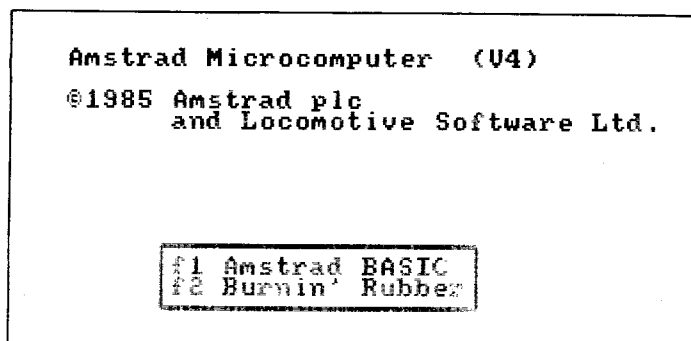 Amstrad Microcomputer (V4)
©1985 Amstrad plc
and Locomotive Software Ltd.
f1 Amstrad BASIC
f2 Burnin' Rubber